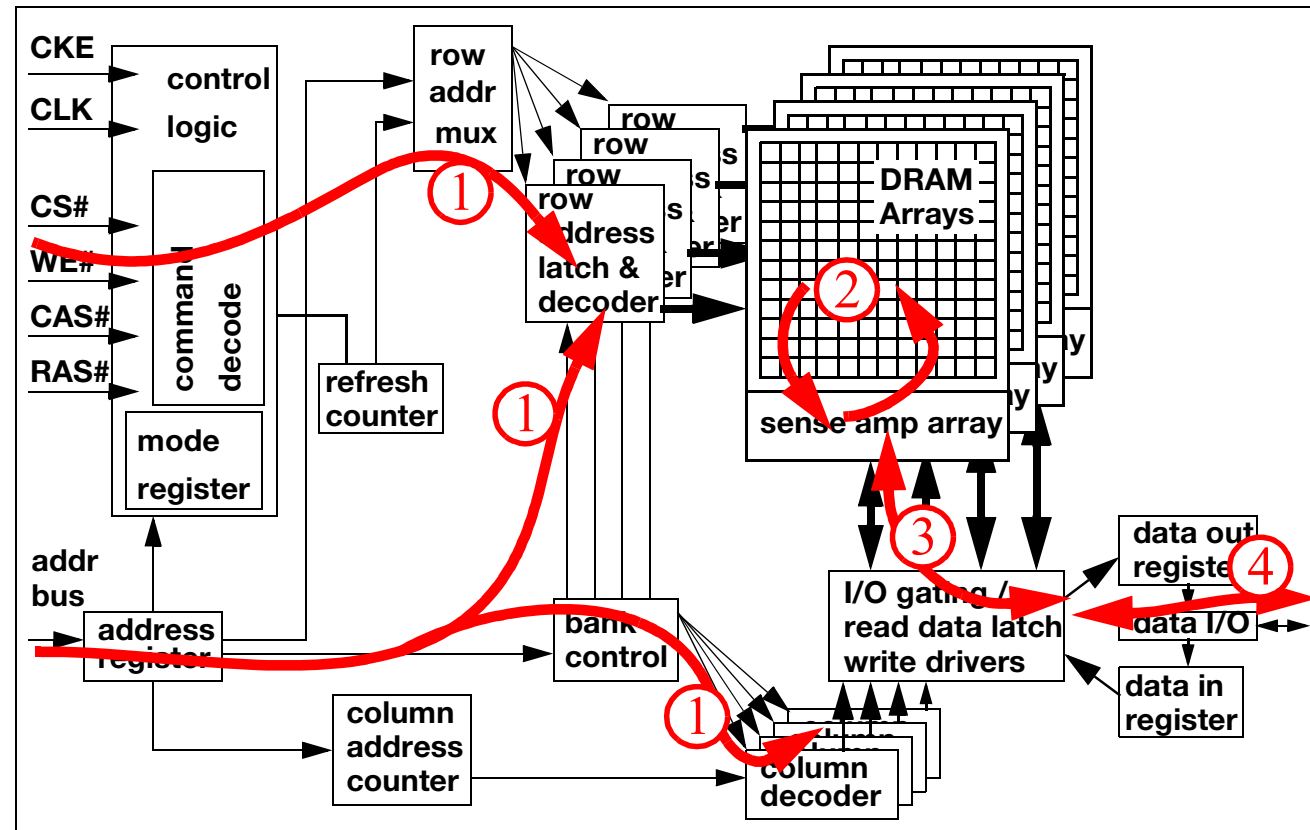 CKE
CLK
CS#
WE#
CAS#
RAS#
control
logic
command
decode
mode
register
addr
bus
address
register
row
addr
mux
refresh
counter
row
row
row
row
address
latch &
decoder
DRAM
Arrays
sense amp array
bank
control
column
address
counter
column
decoder
I/O gating /
read data latch
write drivers
data out
register
data I/O
data in
register
1
1
1
2
3
4